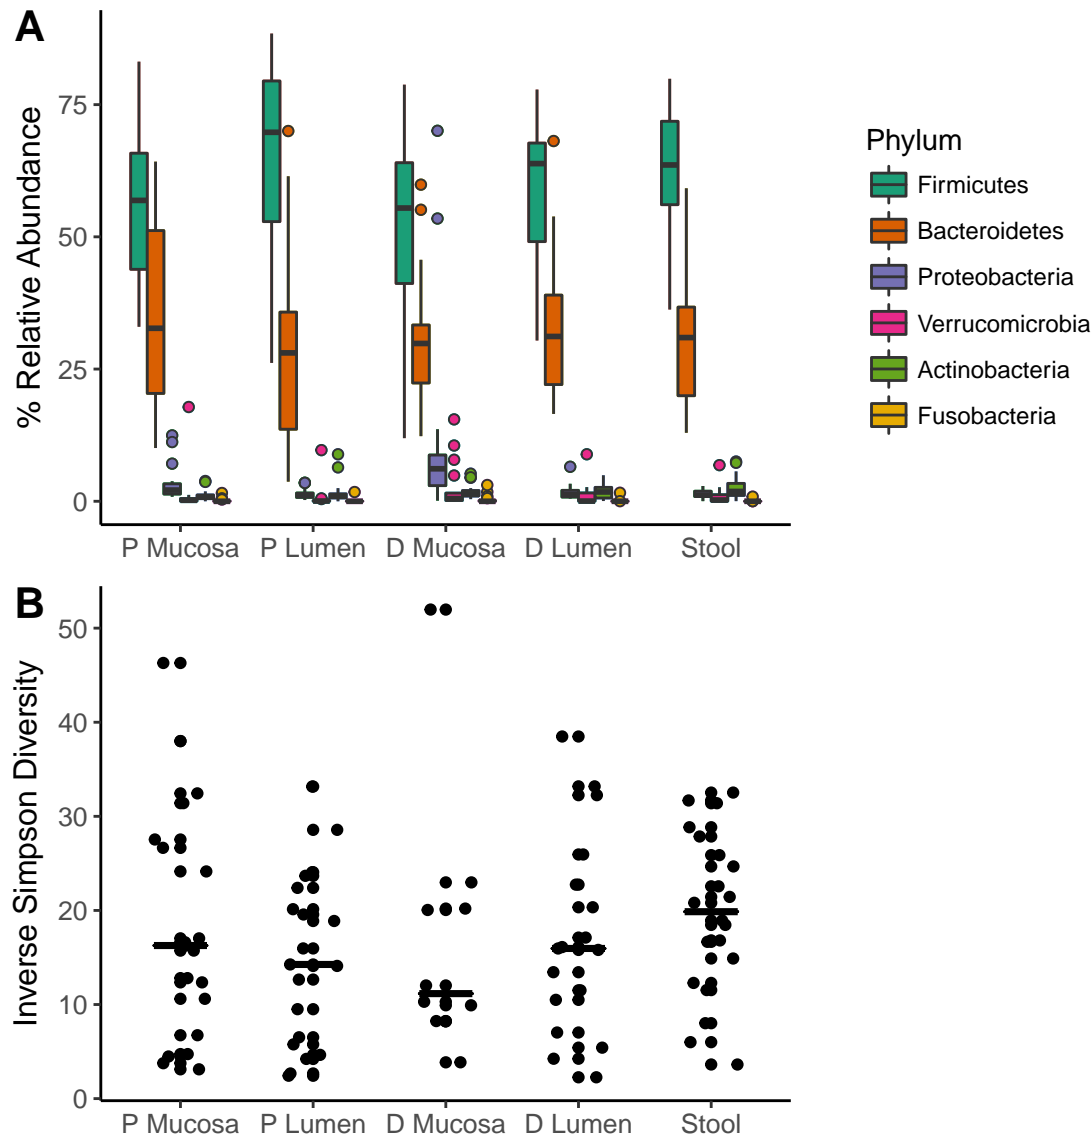 A
% Relative Abundance
75
50
25
0
P Mucosa P Lumen D Mucosa D Lumen Stool
Phylum
Firmicutes
Bacteroidetes
Proteobacteria
Verrucomicrobia
Actinobacteria
Fusobacteria
B
Inverse Simpson Diversity
50
40
30
20
10
0
P Mucosa P Lumen D Mucosa D Lumen Stool